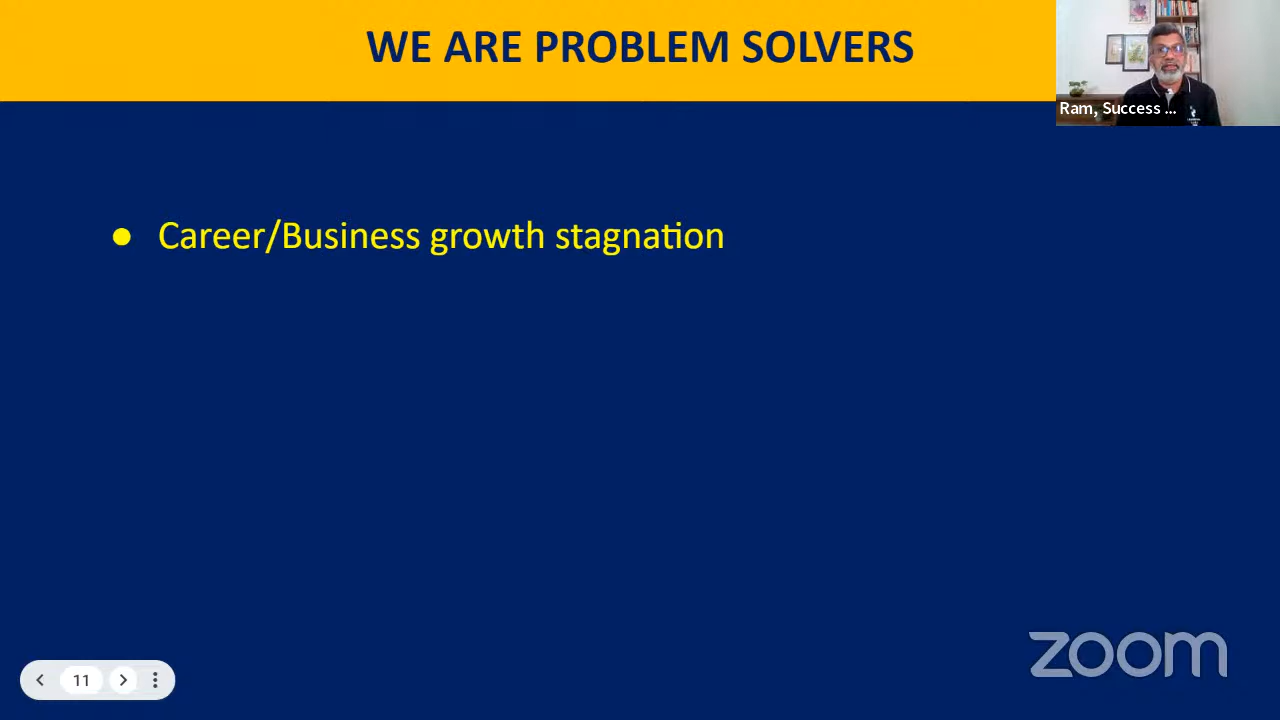 WE ARE PROBLEM SOLVERS
Ram, Success ...
● Career/Business growth stagnation
zoom
11